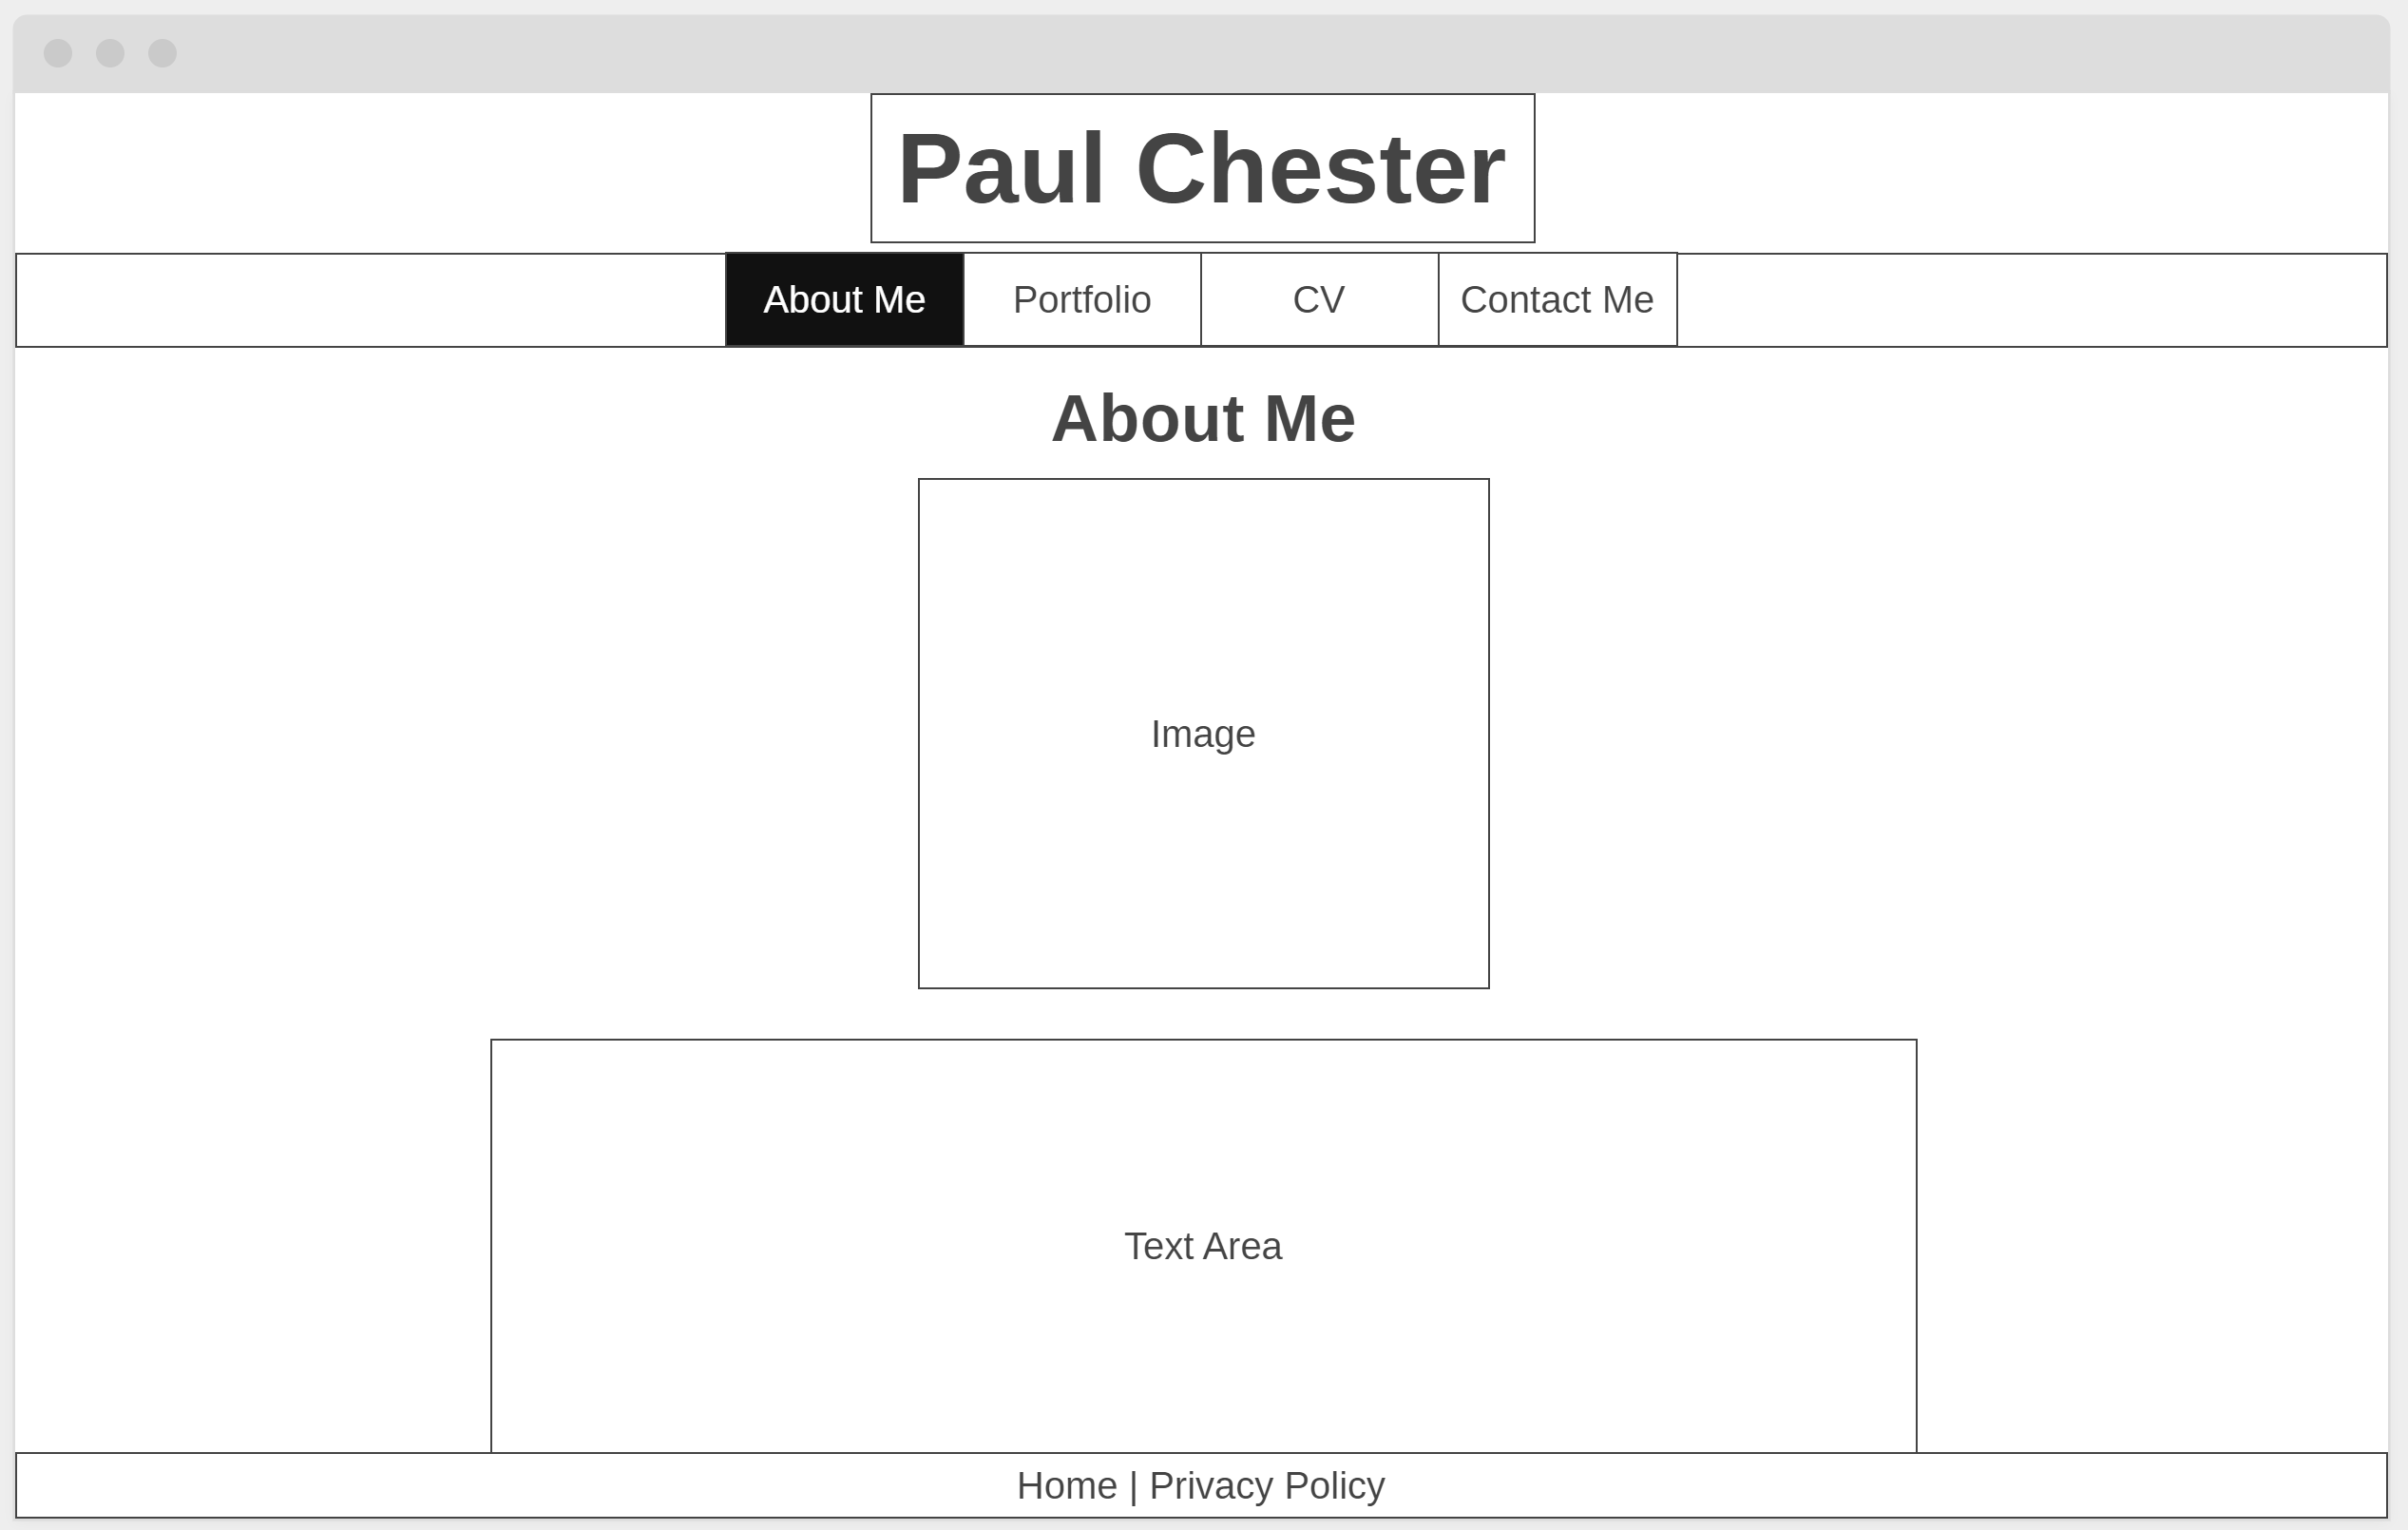 Paul Chester
About Me Portfolio CV Contact Me
About Me
Image
Text Area
Home | Privacy Policy